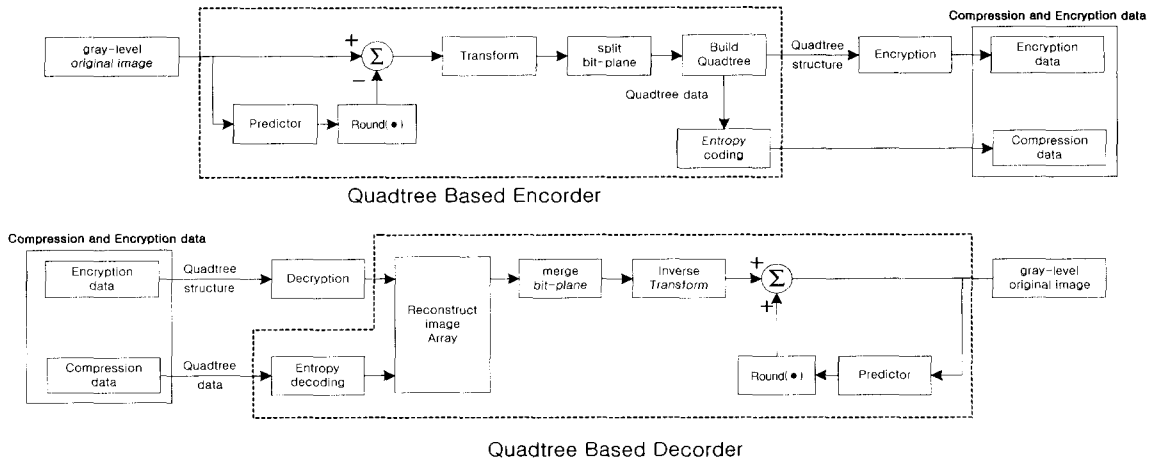 Compression and Encryption data
gray-level
original image
+
Σ
−
Transform
split
bit-plane
Build
Quadtree
Quadtree
structure
Encryption
Encryption
data
Predictor
Round(•)
Quadtree data
Entropy
coding
Compression
data
Quadtree Based Encorder
Compression and Encryption data
Encryption
data
Quadtree
structure
Decryption
Reconstruct
image
Array
merge
bit-plane
Inverse
Transform
+
Σ
+
gray-level
original image
Compression
data
Quadtree
data
Entropy
decoding
Round(•)
Predictor
Quadtree Based Decorder